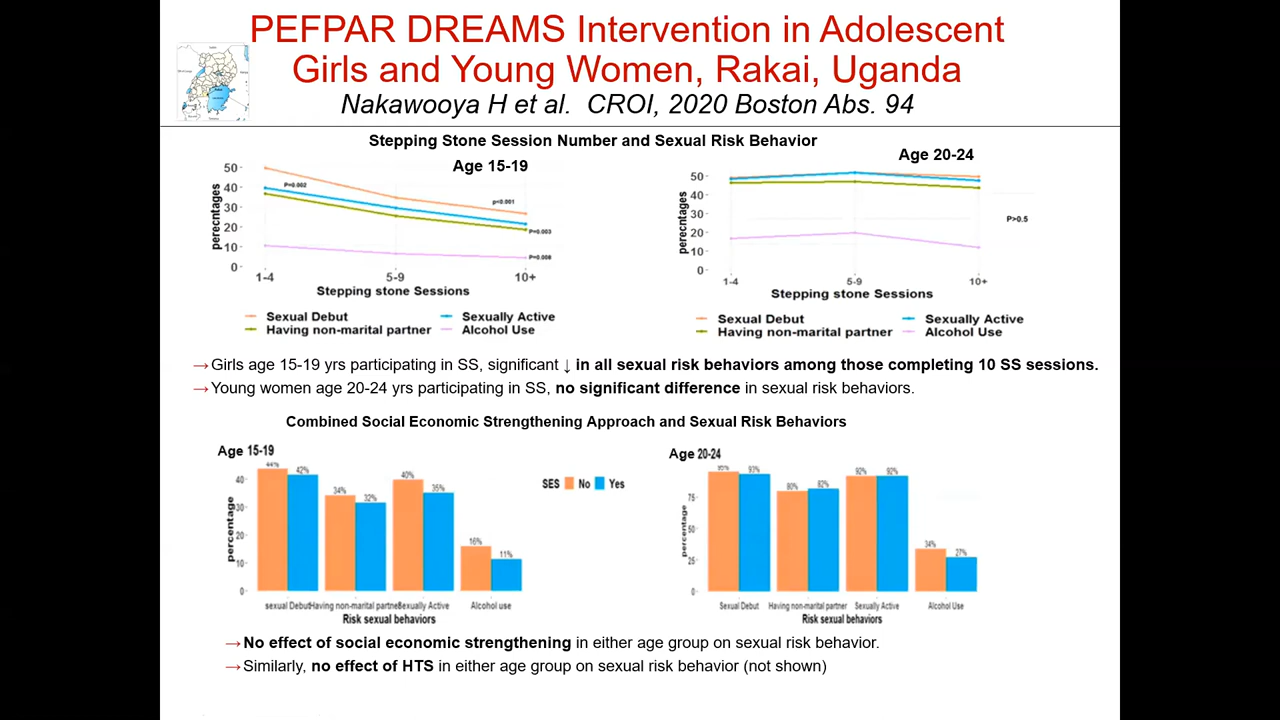 PEFPAR DREAMS Intervention in Adolescent
Girls and Young Women, Rakai, Uganda
Nakawooya H et al. CROI, 2020 Boston Abs. 94
Stepping Stone Session Number and Sexual Risk Behavior
Age 15-19
perecntages
50
40
30
20
10
0
P=0.002
p<0.001
P=0.003
P=0.008
1-4 5-9 10+
Stepping stone Sessions
Sexual Debut Sexually Active
Having non-marital partner Alcohol Use
Age 20-24
perecntages
50
40
30
20
10
0
P>0.5
1-4 5-9 10+
Stepping stone Sessions
Sexual Debut Sexually Active
Having non-marital partner Alcohol Use
→Girls age 15-19 yrs participating in SS, significant ↓ in all sexual risk behaviors among those completing 10 SS sessions.
→Young women age 20-24 yrs participating in SS, no significant difference in sexual risk behaviors.
Combined Social Economic Strengthening Approach and Sexual Risk Behaviors
Age 15-19
percentage
40
30
20
10
0
44% 42% 34% 32% 40% 35% 16% 11%
sexual Debut Having non-marital partner Sexually Active Alcohol use
Risk sexual behaviors
SES No Yes
Age 20-24
percentage
75
50
25
0
93% 80% 82% 92% 92% 34% 27%
Sexual Debut Having non-marital partner Sexually Active Alcohol Use
Risk sexual behaviors
→No effect of social economic strengthening in either age group on sexual risk behavior.
→Similarly, no effect of HTS in either age group on sexual risk behavior (not shown)